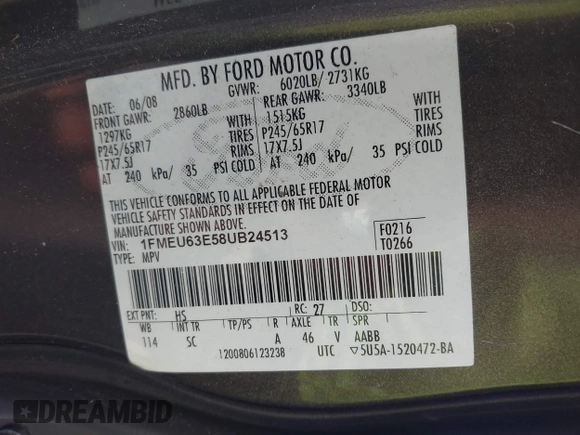 MFD. BY FORD MOTOR CO.
DATE: 06/08 GVWR: 6020LB/ 2731KG
FRONT GAWR: 2860LB REAR GAWR: 3340LB
1297KG WITH 1515KG WITH
P245/65R17 TIRES P245/65R17 TIRES
17X7.5J RIMS 17X7.5J RIMS
AT 240 kPa/ 35 PSI COLD AT 240 kPa/ 35 PSI COLD
THIS VEHICLE CONFORMS TO ALL APPLICABLE FEDERAL MOTOR
VEHICLE SAFETY STANDARDS IN EFFECT ON THE DATE OF
MANUFACTURE SHOWN ABOVE.
VIN: 1FMEU63E58UB24513 F0216
TYPE: MPV T0266
EXT PNT: HS RC: 27 DSO:
WB INT TR TP/PS R AXLE TR SPR
114 SC A 46 V AABB
1200806123238 UTC ▽5U5A-1520472-BA
DREAMBID